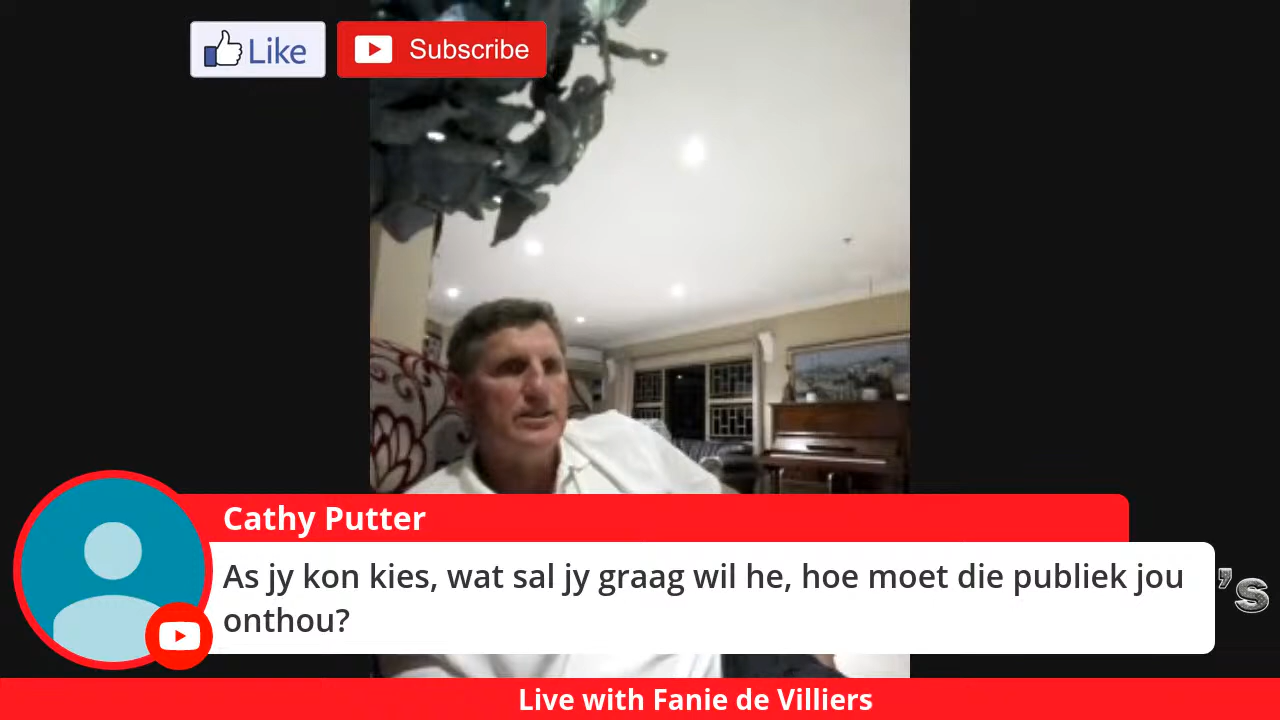 Like
Subscribe
Cathy Putter
As jy kon kies, wat sal jy graag wil he, hoe moet die publiek jou
onthou?
's
Live with Fanie de Villiers